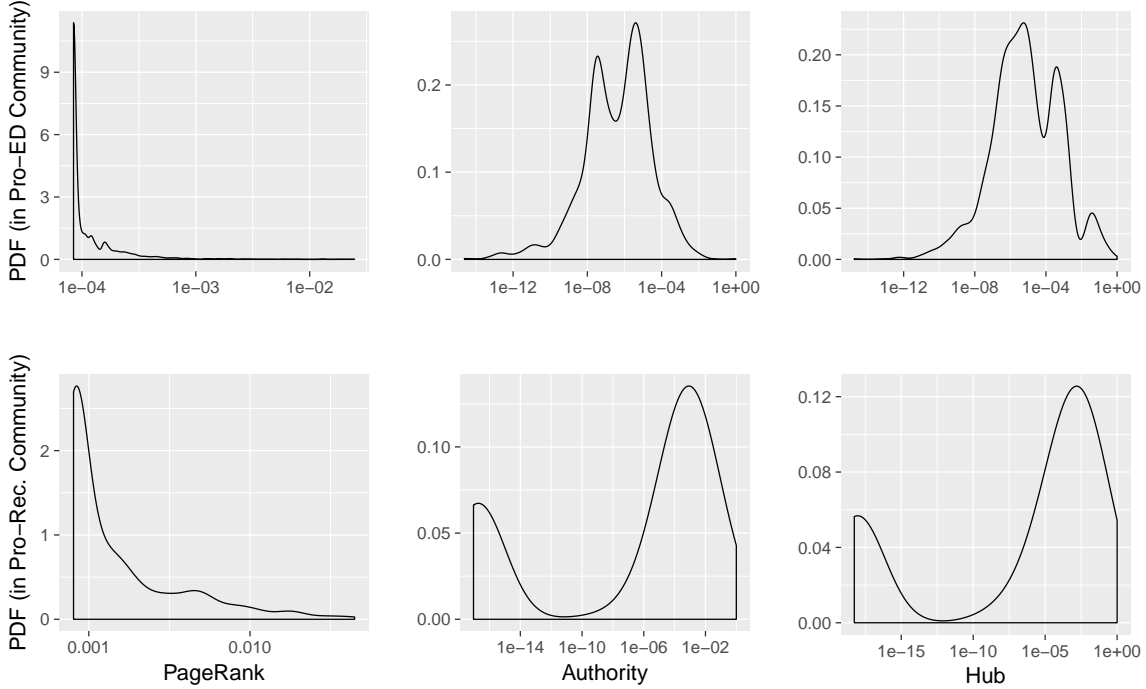 PDF (in Pro−ED Community)
9
6
3
0
1e−04 1e−03 1e−02
0.2
0.1
0.0
1e−12 1e−08 1e−04 1e+00
0.20
0.15
0.10
0.05
0.00
1e−12 1e−08 1e−04 1e+00
PDF (in Pro−Rec. Community)
2
1
0
0.001 0.010
PageRank
0.10
0.05
0.00
1e−14 1e−10 1e−06 1e−02
Authority
0.12
0.08
0.04
0.00
1e−15 1e−10 1e−05 1e+00
Hub